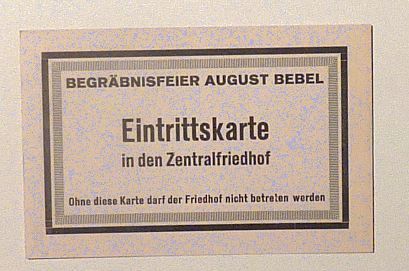 BEGRÄBNISFEIER AUGUST BEBEL
Eintrittskarte
in den Zentralfriedhof
Ohne diese Karte darf der Friedhof nicht betreten werden